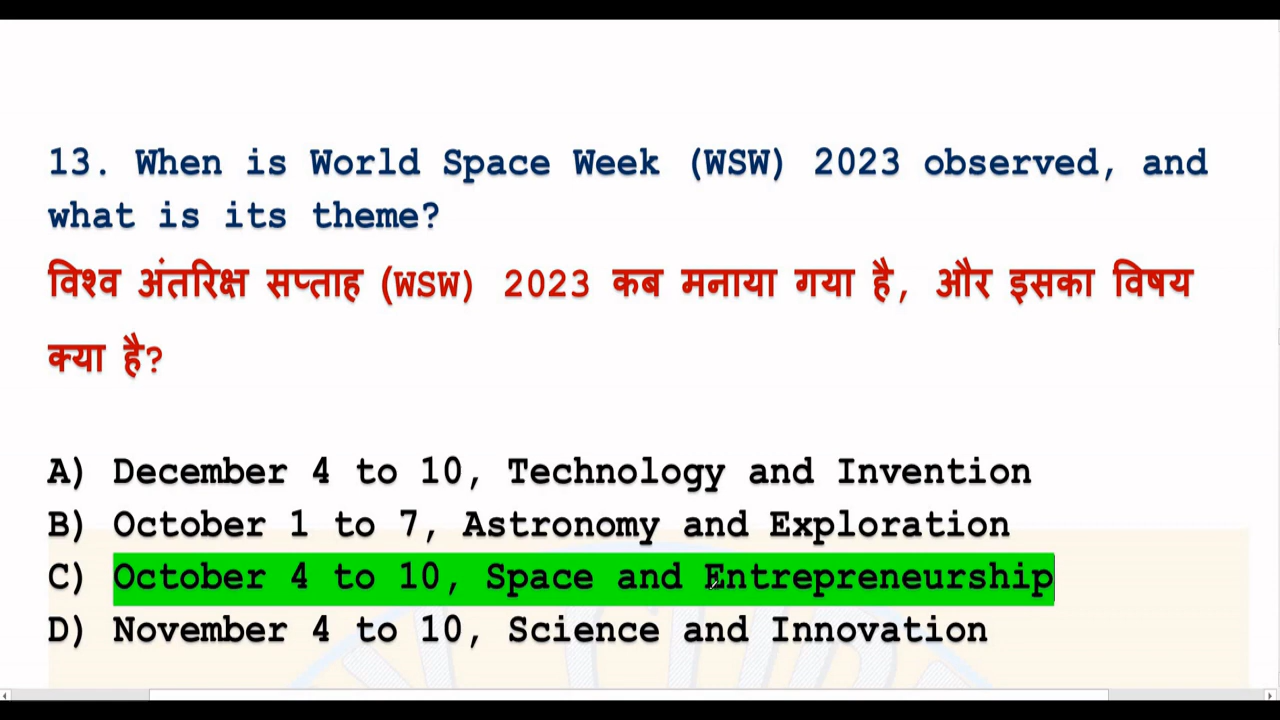 13. When is World Space Week (WSW) 2023 observed, and
what is its theme?
विश्व अंतरिक्ष सप्ताह (WSW) 2023 कब मनाया गया है, और इसका विषय
क्या है?
A) December 4 to 10, Technology and Invention
B) October 1 to 7, Astronomy and Exploration
C) October 4 to 10, Space and Entrepreneurship
D) November 4 to 10, Science and Innovation